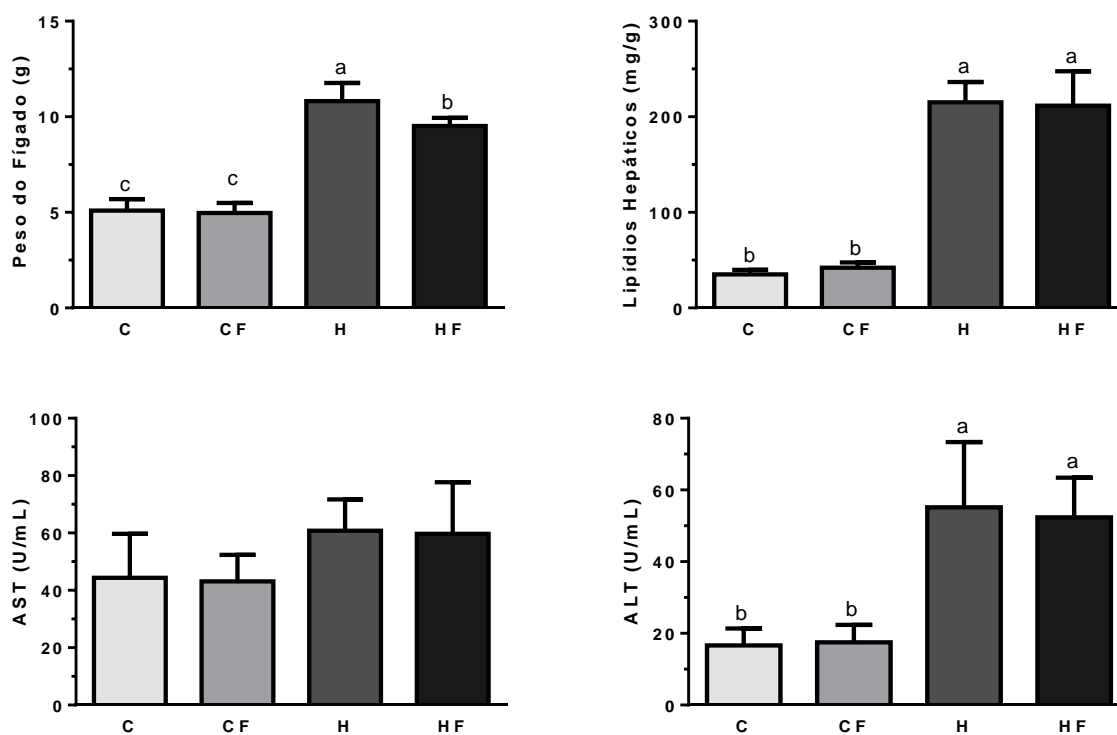 Peso do Fígado (g)
15
10
5
0
c
c
a
b
C
CF
H
HF
Lipídios Hepáticos (mg/g)
300
200
100
0
b
b
a
a
C
CF
H
HF
AST (U/mL)
100
80
60
40
20
0
C
CF
H
HF
ALT (U/mL)
80
60
40
20
0
b
b
a
a
C
CF
H
HF